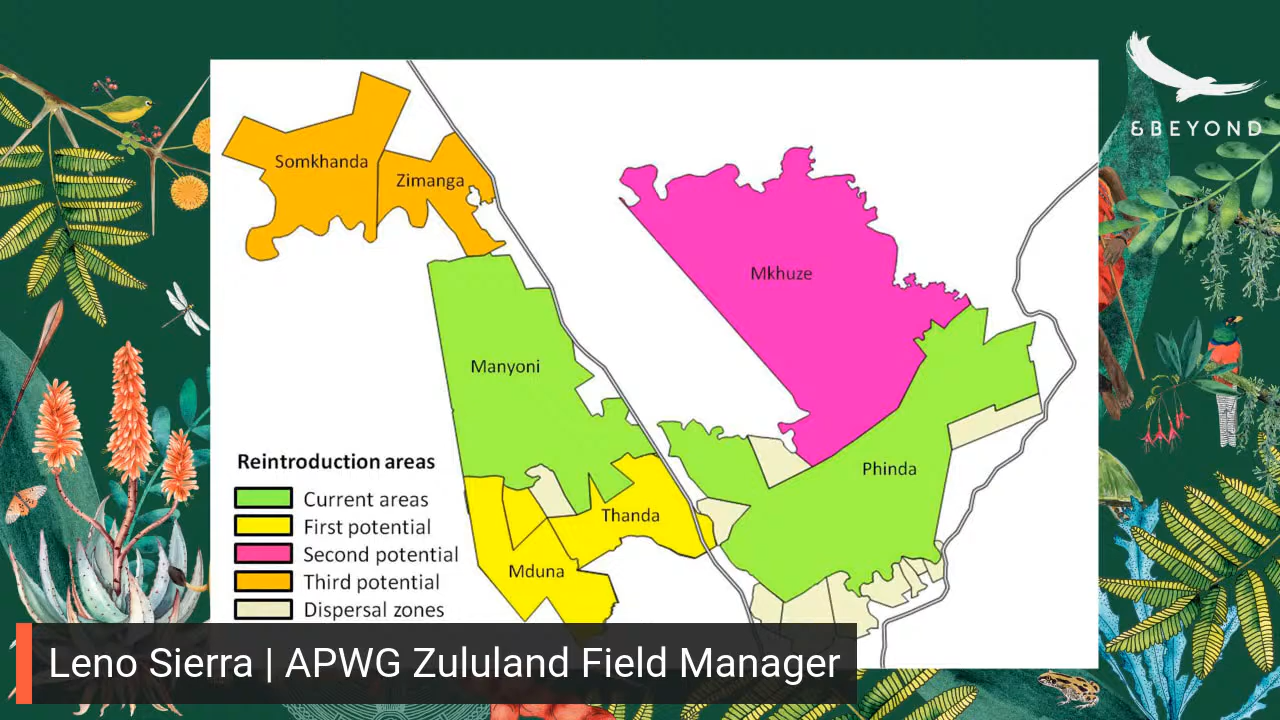 &BEYOND
Somkhanda
Zimanga
Mkhuze
Manyoni
Phinda
Thanda
Mduna
Reintroduction areas
Current areas
First potential
Second potential
Third potential
Dispersal zones
Leno Sierra | APWG Zululand Field Manager